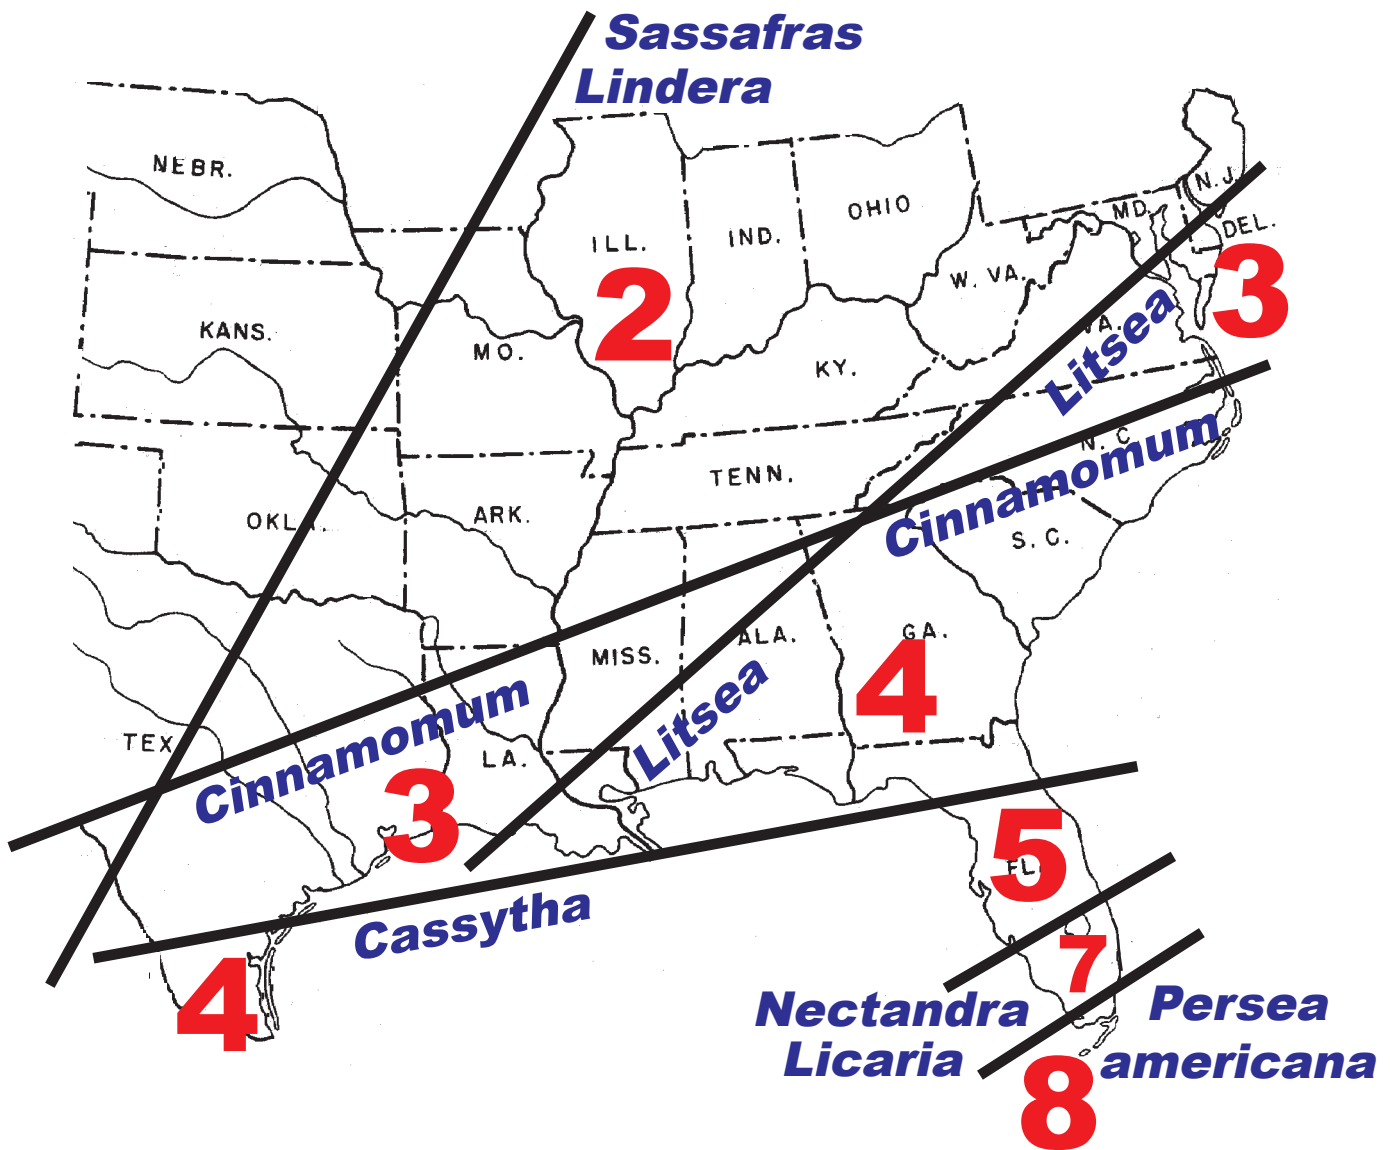 Sassafras
Lindera
NEBR.
N.J.
MD.
DEL.
OHIO
IND.
ILL.
W. VA.
2
3
KANS.
MO.
KY.
VA.
Litsea
TENN.
N. C.
Cinnamomum
OKLA.
ARK.
S. C.
MISS.
ALA.
GA.
4
Litsea
TEX
Cinnamomum
LA.
3
5
FL
Cassytha
7
4
Nectandra
Licaria
Persea
americana
8